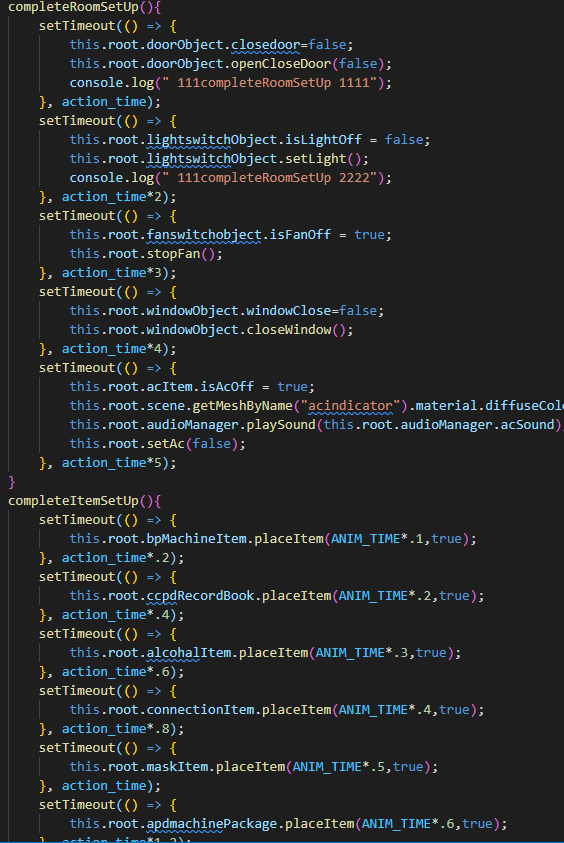 completeRoomSetUp(){
    setTimeout(() => {
        this.root.doorObject.closedoor=false;
        this.root.doorObject.openCloseDoor(false);
        console.log(" 111completeRoomSetUp 1111");
    }, action_time);
    setTimeout(() => {
        this.root.lightswitchObject.isLightOff = false;
        this.root.lightswitchObject.setLight();
        console.log(" 111completeRoomSetUp 2222");
    }, action_time*2);
    setTimeout(() => {
        this.root.fanswitchobject.isFanOff = true;
        this.root.stopFan();
    }, action_time*3);
    setTimeout(() => {
        this.root.windowObject.windowClose=false;
        this.root.windowObject.closeWindow();
    }, action_time*4);
    setTimeout(() => {
        this.root.acItem.isAcOff = true;
        this.root.scene.getMeshByName("acindicator").material.diffuseCol
        this.root.audioManager.playSound(this.root.audioManager.acSound)
        this.root.setAc(false);
    }, action_time*5);
}
completeItemSetUp(){
    setTimeout(() => {
        this.root.bpMachineItem.placeItem(ANIM_TIME*.1,true);
    }, action_time*.2);
    setTimeout(() => {
        this.root.ccpdRecordBook.placeItem(ANIM_TIME*.2,true);
    }, action_time*.4);
    setTimeout(() => {
        this.root.alcohalItem.placeItem(ANIM_TIME*.3,true);
    }, action_time*.6);
    setTimeout(() => {
        this.root.connectionItem.placeItem(ANIM_TIME*.4,true);
    }, action_time*.8);
    setTimeout(() => {
        this.root.maskItem.placeItem(ANIM_TIME*.5,true);
    }, action_time);
    setTimeout(() => {
        this.root.apdmachinePackage.placeItem(ANIM_TIME*.6,true);
    }, action_time*1.2);